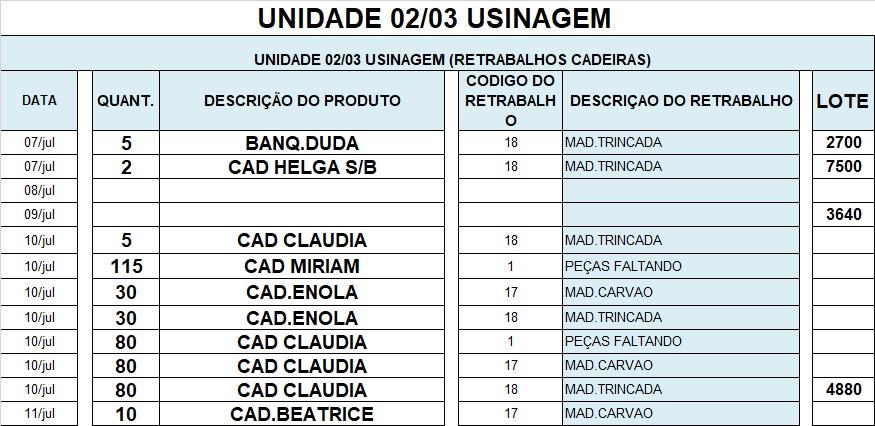 UNIDADE 02/03 USINAGEM
UNIDADE 02/03 USINAGEM (RETRABALHOS CADEIRAS)
DATA QUANT. DESCRIÇÃO DO PRODUTO CODIGO DO RETRABALHO DESCRIÇAO DO RETRABALHO LOTE
07/jul 5 BANQ.DUDA 18 MAD.TRINCADA 2700
07/jul 2 CAD HELGA S/B 18 MAD.TRINCADA 7500
08/jul
09/jul 3640
10/jul 5 CAD CLAUDIA 18 MAD.TRINCADA
10/jul 115 CAD MIRIAM 1 PEÇAS FALTANDO
10/jul 30 CAD.ENOLA 17 MAD.CARVAO
10/jul 30 CAD.ENOLA 18 MAD.TRINCADA
10/jul 80 CAD CLAUDIA 1 PEÇAS FALTANDO
10/jul 80 CAD CLAUDIA 17 MAD.CARVAO
10/jul 80 CAD CLAUDIA 18 MAD.TRINCADA 4880
11/jul 10 CAD.BEATRICE 17 MAD.CARVAO